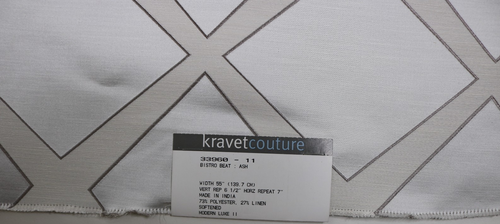 kravetcouture
33960 - 11
BISTRO BEAT : ASH
WIDTH 55" (139.7 CM)
VERT REP 6 1/2" HORZ REPEAT 7"
MADE IN INDIA
73% POLYESTER, 27% LINEN
SOFTENED
MODERN LUXE II